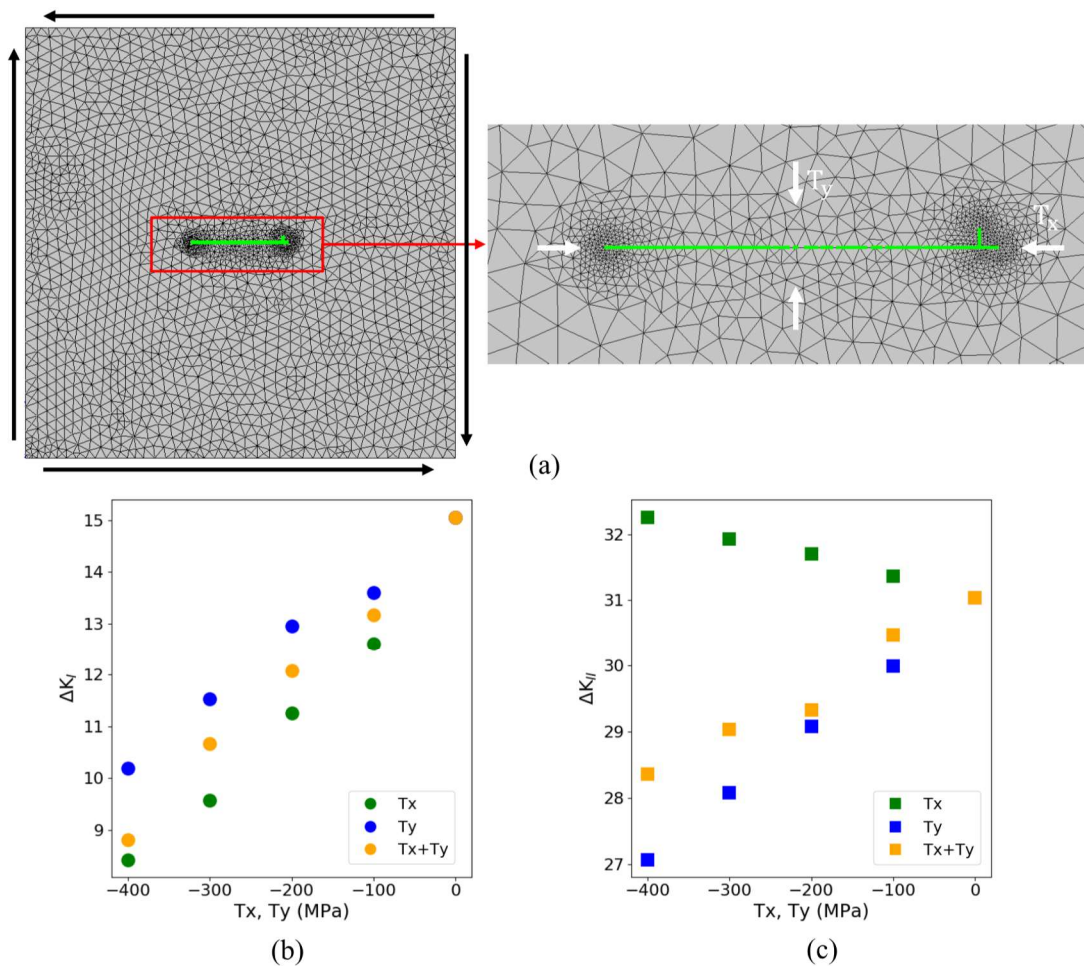 T_y
T_x
(a)
ΔK_I
15
14
13
12
11
10
9
−400
−300
−200
−100
0
Tx
Ty
Tx+Ty
Tx, Ty (MPa)
(b)
ΔK_II
32
31
30
29
28
27
−400
−300
−200
−100
0
Tx
Ty
Tx+Ty
Tx, Ty (MPa)
(c)